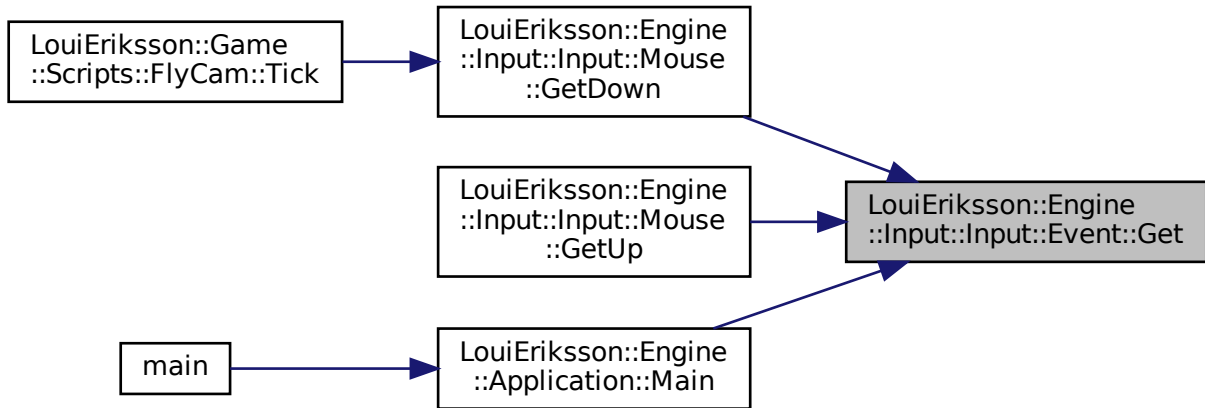 LouiEriksson::Game
::Scripts::FlyCam::Tick
LouiEriksson::Engine
::Input::Input::Mouse
::GetDown
LouiEriksson::Engine
::Input::Input::Mouse
::GetUp
LouiEriksson::Engine
::Input::Input::Event::Get
main
LouiEriksson::Engine
::Application::Main